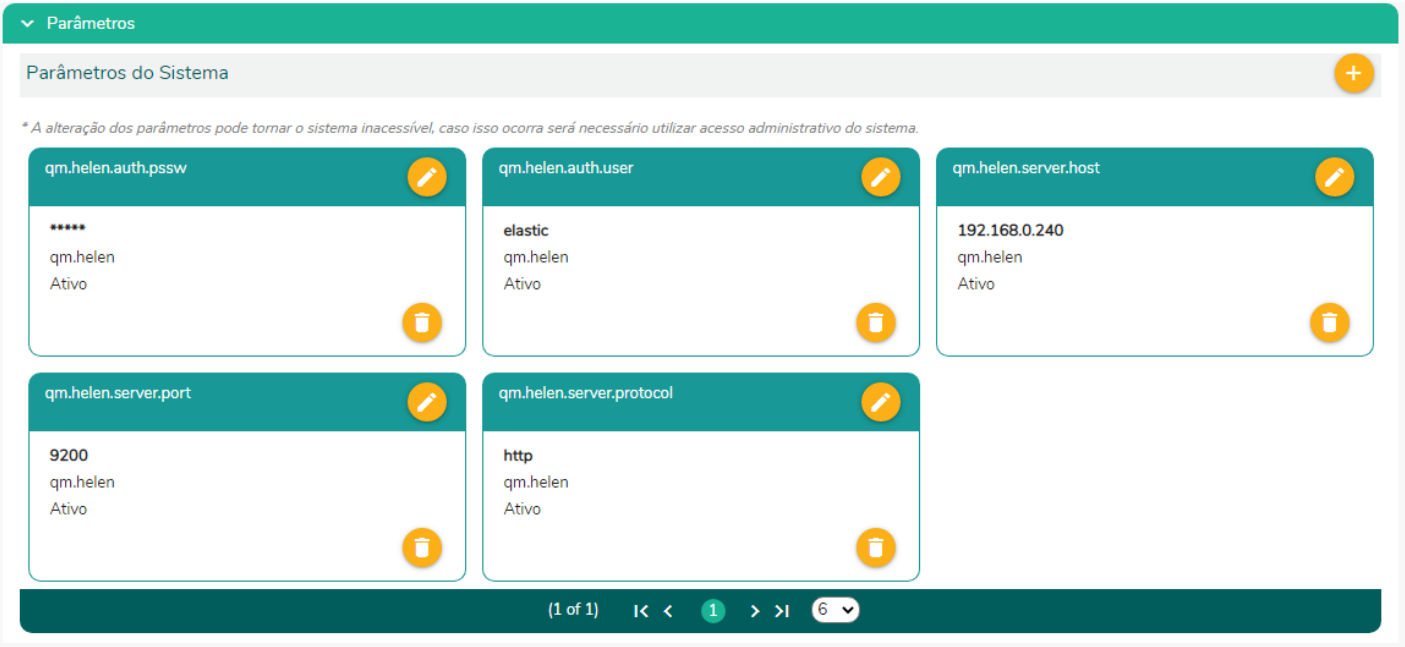 Parâmetros
Parâmetros do Sistema
* A alteração dos parâmetros pode tornar o sistema inacessível, caso isso ocorra será necessário utilizar acesso administrativo do sistema.
qm.helen.auth.pssw
*****
qm.helen
Ativo
qm.helen.auth.user
elastic
qm.helen
Ativo
qm.helen.server.host
192.168.0.240
qm.helen
Ativo
qm.helen.server.port
9200
qm.helen
Ativo
qm.helen.server.protocol
http
qm.helen
Ativo
(1 of 1) 1 6